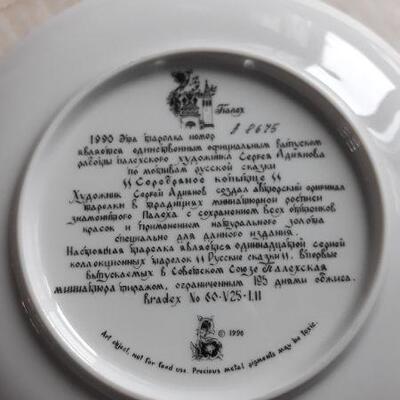 Палех
1990 Эта тарелка номер А 8675
является единственным официальным выпуском
работы палехского художника Сергея Адианова
по мотивам русской сказки
"Серебряное копытце"
Художник Сергей Адианов создал авторский оригинал
тарелки в традициях миниатюрной росписи
знаменитого Палеха с сохранением всех оттенков
красок и применением натурального золота
специально для данного издания.
Настоящая тарелка является одиннадцатой серией
коллекционных тарелок "Русские сказки". Впервые
выпускаемых в Советском Союзе Палехская
миниатюра тиражом, ограниченным 195 днями обжига.
Bradex No 60-V25-1.11
© 1990
Art object, not for food use. Precious metal pigments may be toxic.